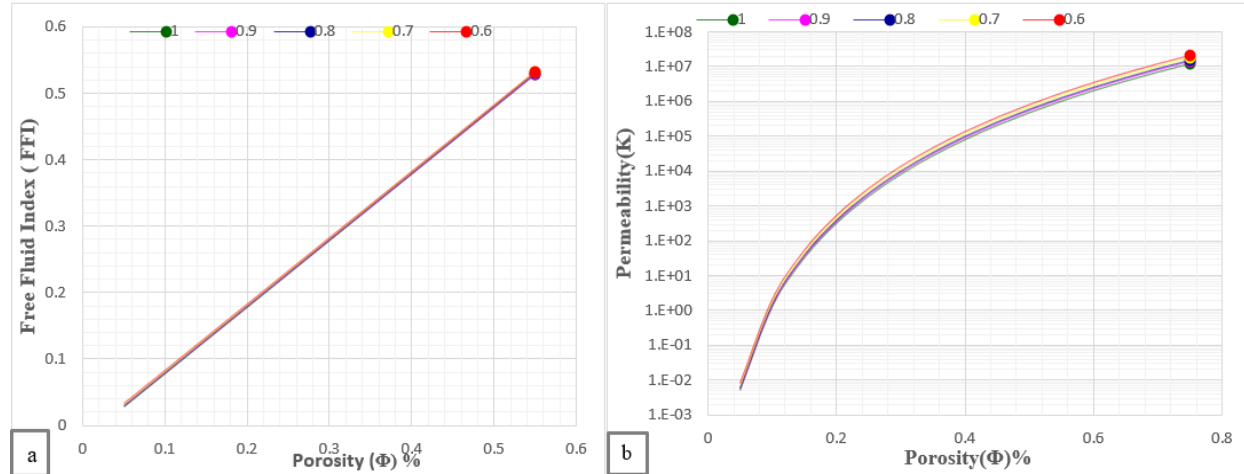 1 0.9 0.8 0.7 0.6
0.6
0.5
0.4
0.3
0.2
0.1
0
Free Fluid Index ( FFI)
0 0.1 0.2 0.3 0.4 0.5 0.6
Porosity (Φ) %
a
1 0.9 0.8 0.7 0.6
1.E+08
1.E+07
1.E+06
1.E+05
1.E+04
1.E+03
1.E+02
1.E+01
1.E+00
1.E-01
1.E-02
1.E-03
Permeability(K)
0 0.2 0.4 0.6 0.8
Porosity(Φ)%
b